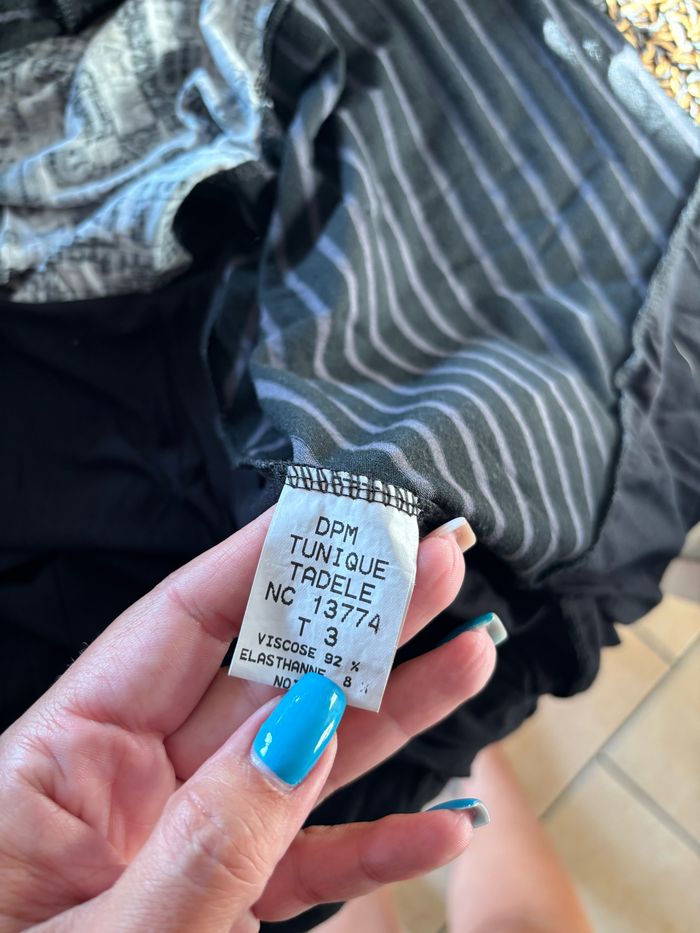 DPM
TUNIQUE
TADELE
NC 13774
T 3
VISCOSE 92 %
ELASTHANNE 8 %